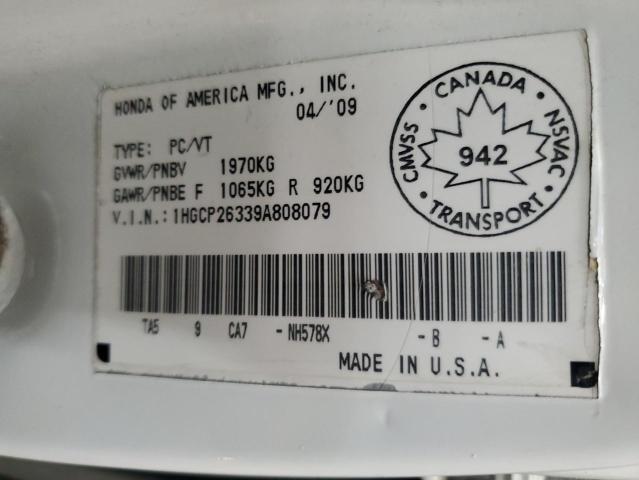 HONDA OF AMERICA MFG., INC.
04/'09
TYPE: PC/VT
GVWR/PNBV 1970KG
GAWR/PNBE F 1065KG R 920KG
V.I.N.: 1HGCP26339A808079
TA5 9 CA7 -NH578X -B -A
MADE IN U.S.A.
CANADA
CMVSS
942
NSVAC
TRANSPORT